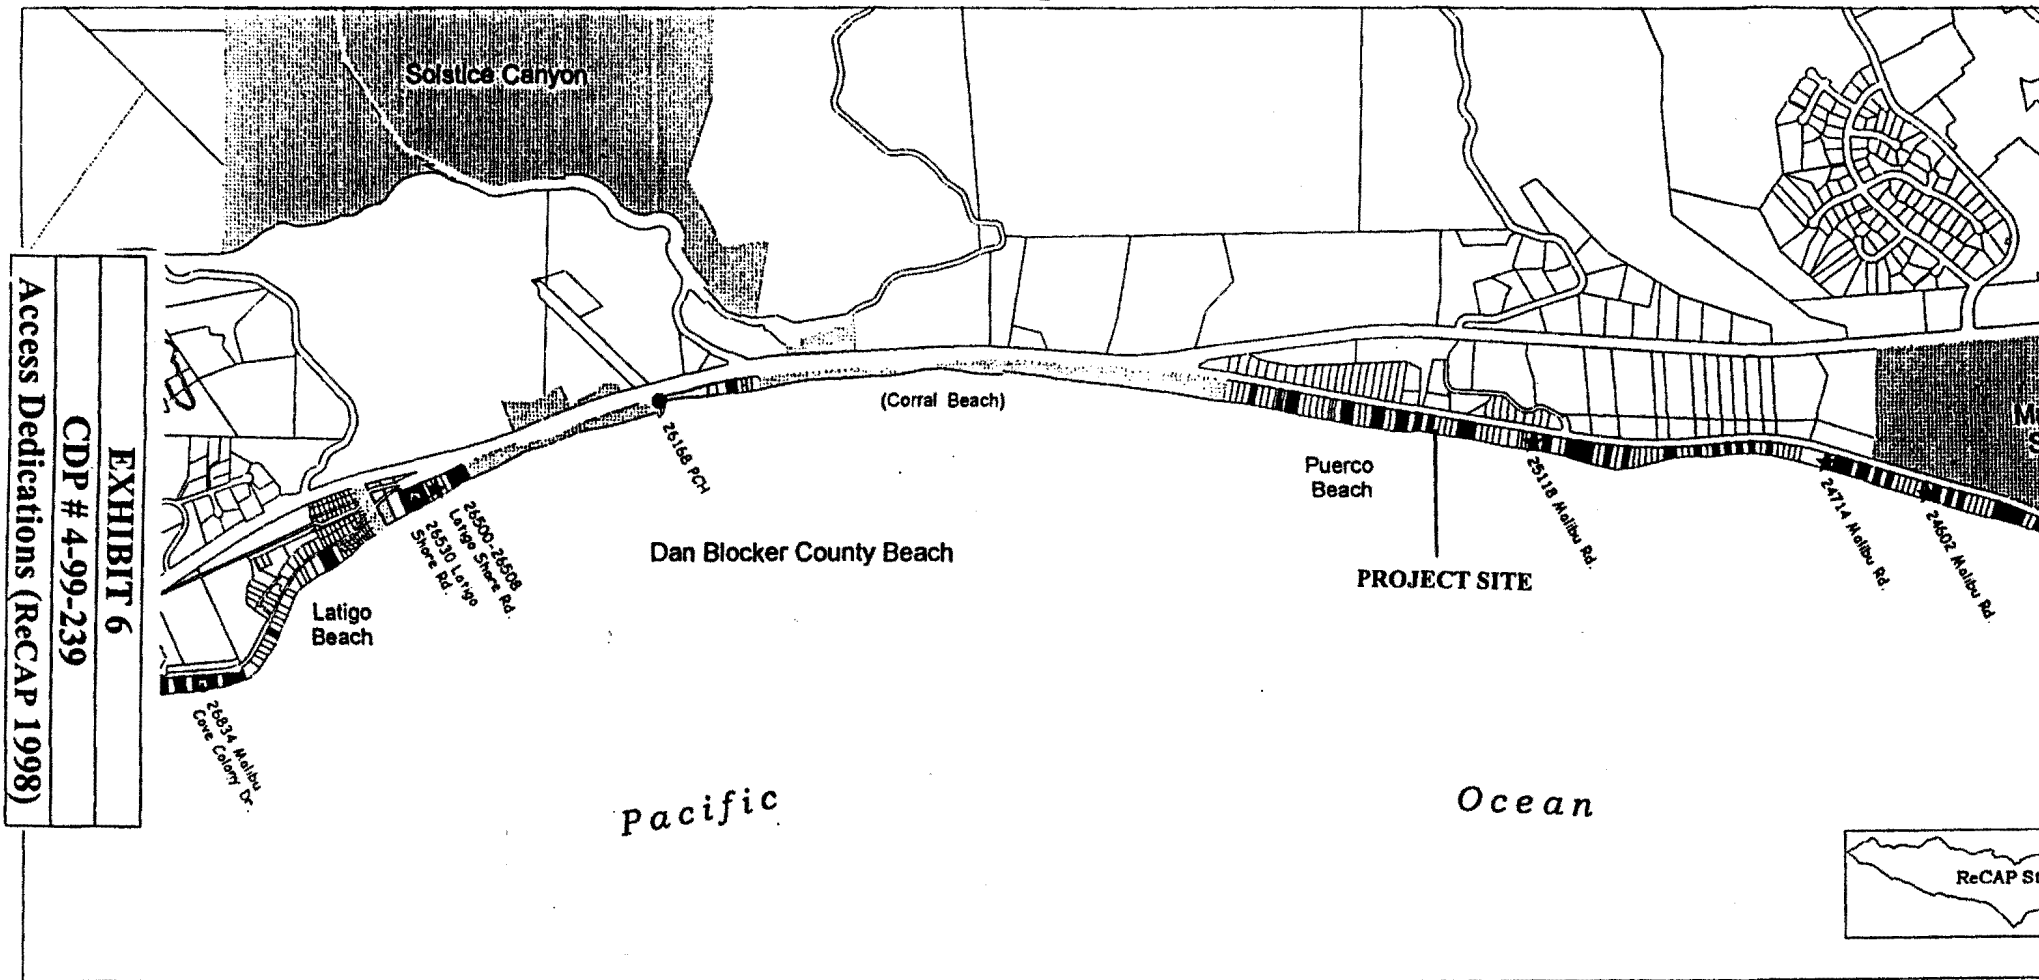 Solstice Canyon
EXHIBIT 6
CDP # 4-99-239
Access Dedications (ReCAP 1998)
(Corral Beach)
26168 PCH
Puerco
Beach
25118 Malibu Rd.
24714 Malibu Rd.
24602 Malibu Rd.
26500-26508
Latigo Shore Rd.
26530 Latigo
Shore Rd.
Dan Blocker County Beach
PROJECT SITE
Latigo
Beach
26834 Malibu
Cove Colony Dr.
Pacific
Ocean
ReCAP